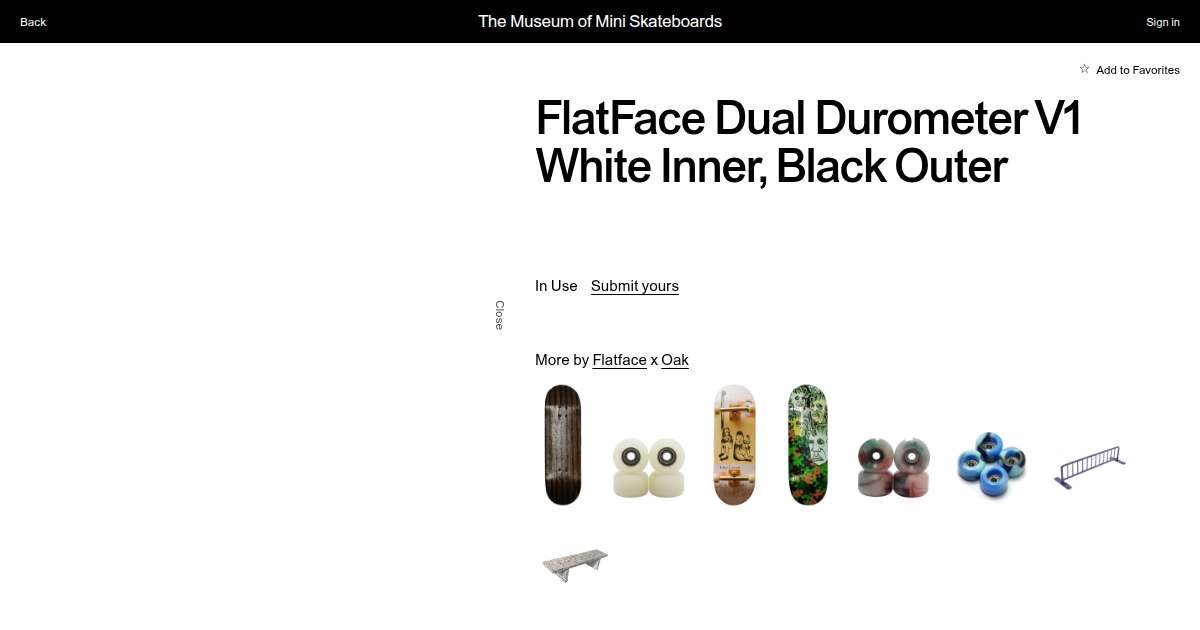 Back
The Museum of Mini Skateboards
Sign in
☆ Add to Favorites
FlatFace Dual Durometer V1
White Inner, Black Outer
In Use Submit yours
Close
More by Flatface x Oak